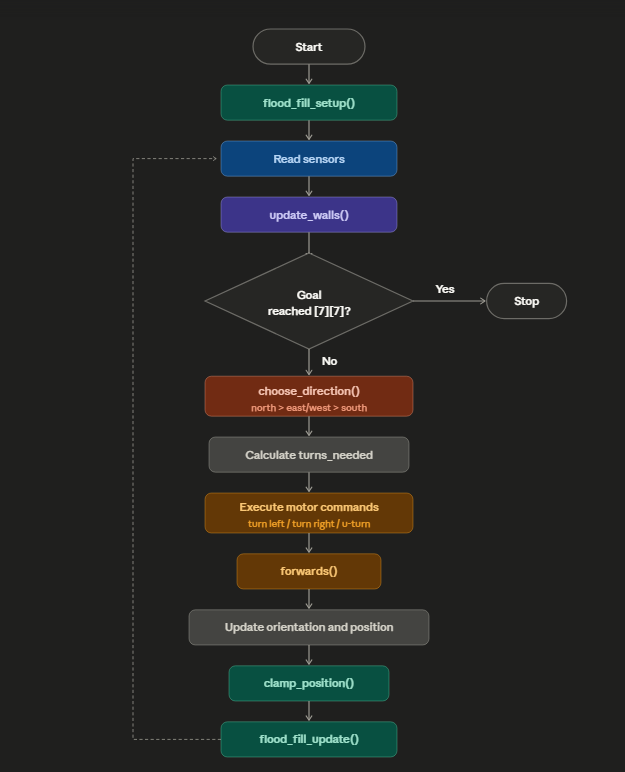 Start
flood_fill_setup()
Read sensors
update_walls()
Goal
reached [7][7]?
Yes
Stop
No
choose_direction()
north > east/west > south
Calculate turns_needed
Execute motor commands
turn left / turn right / u-turn
forwards()
Update orientation and position
clamp_position()
flood_fill_update()